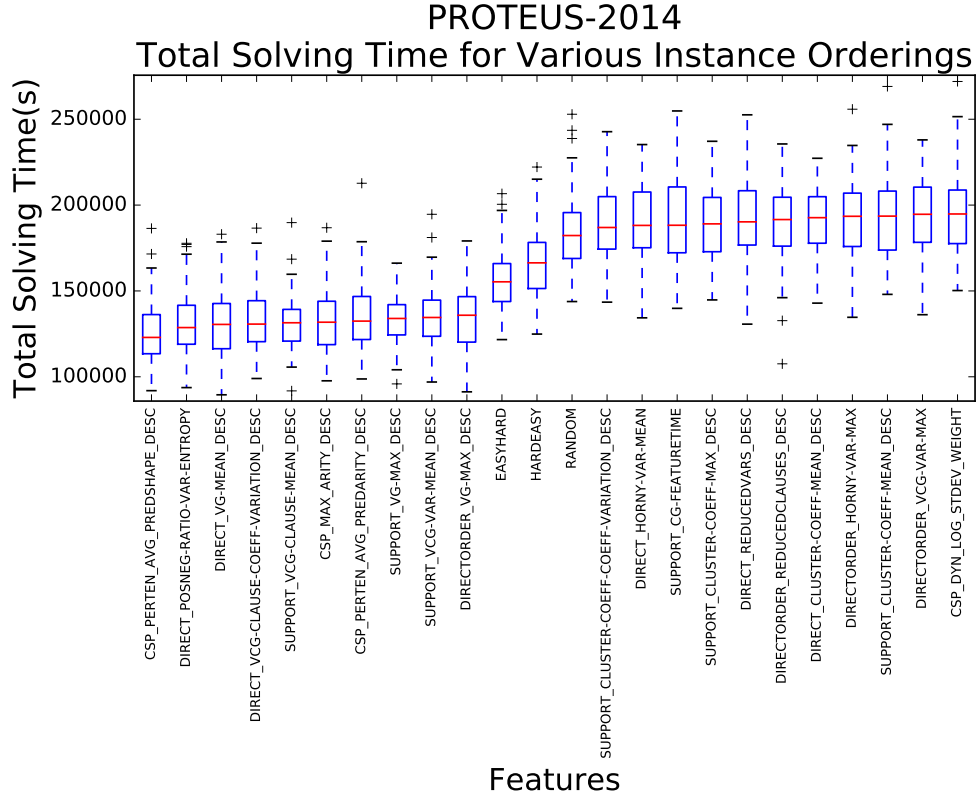 PROTEUS-2014
Total Solving Time for Various Instance Orderings
Total Solving Time(s)
250000
200000
150000
100000
CSP_PERTEN_AVG_PREDSHAPE_DESC
DIRECT_POSNEG-RATIO-VAR-ENTROPY
DIRECT_VG-MEAN_DESC
DIRECT_VCG-CLAUSE-COEFF-VARIATION_DESC
SUPPORT_VCG-CLAUSE-MEAN_DESC
CSP_MAX_ARITY_DESC
CSP_PERTEN_AVG_PREDARITY_DESC
SUPPORT_VG-MAX_DESC
SUPPORT_VCG-VAR-MEAN_DESC
DIRECTORDER_VG-MAX_DESC
EASYHARD
HARDEASY
RANDOM
SUPPORT_CLUSTER-COEFF-VARIATION_DESC
DIRECT_HORNY-VAR-MEAN
SUPPORT_CG-FEATURETIME
SUPPORT_CLUSTER-COEFF-MAX_DESC
DIRECT_REDUCEDVARS_DESC
DIRECTORDER_REDUCEDCLAUSES_DESC
DIRECT_CLUSTER-COEFF-MEAN_DESC
DIRECTORDER_HORNY-VAR-MAX
SUPPORT_CLUSTER-COEFF-MEAN_DESC
DIRECTORDER_VCG-VAR-MAX
CSP_DYN_LOG_STDEV_WEIGHT
Features